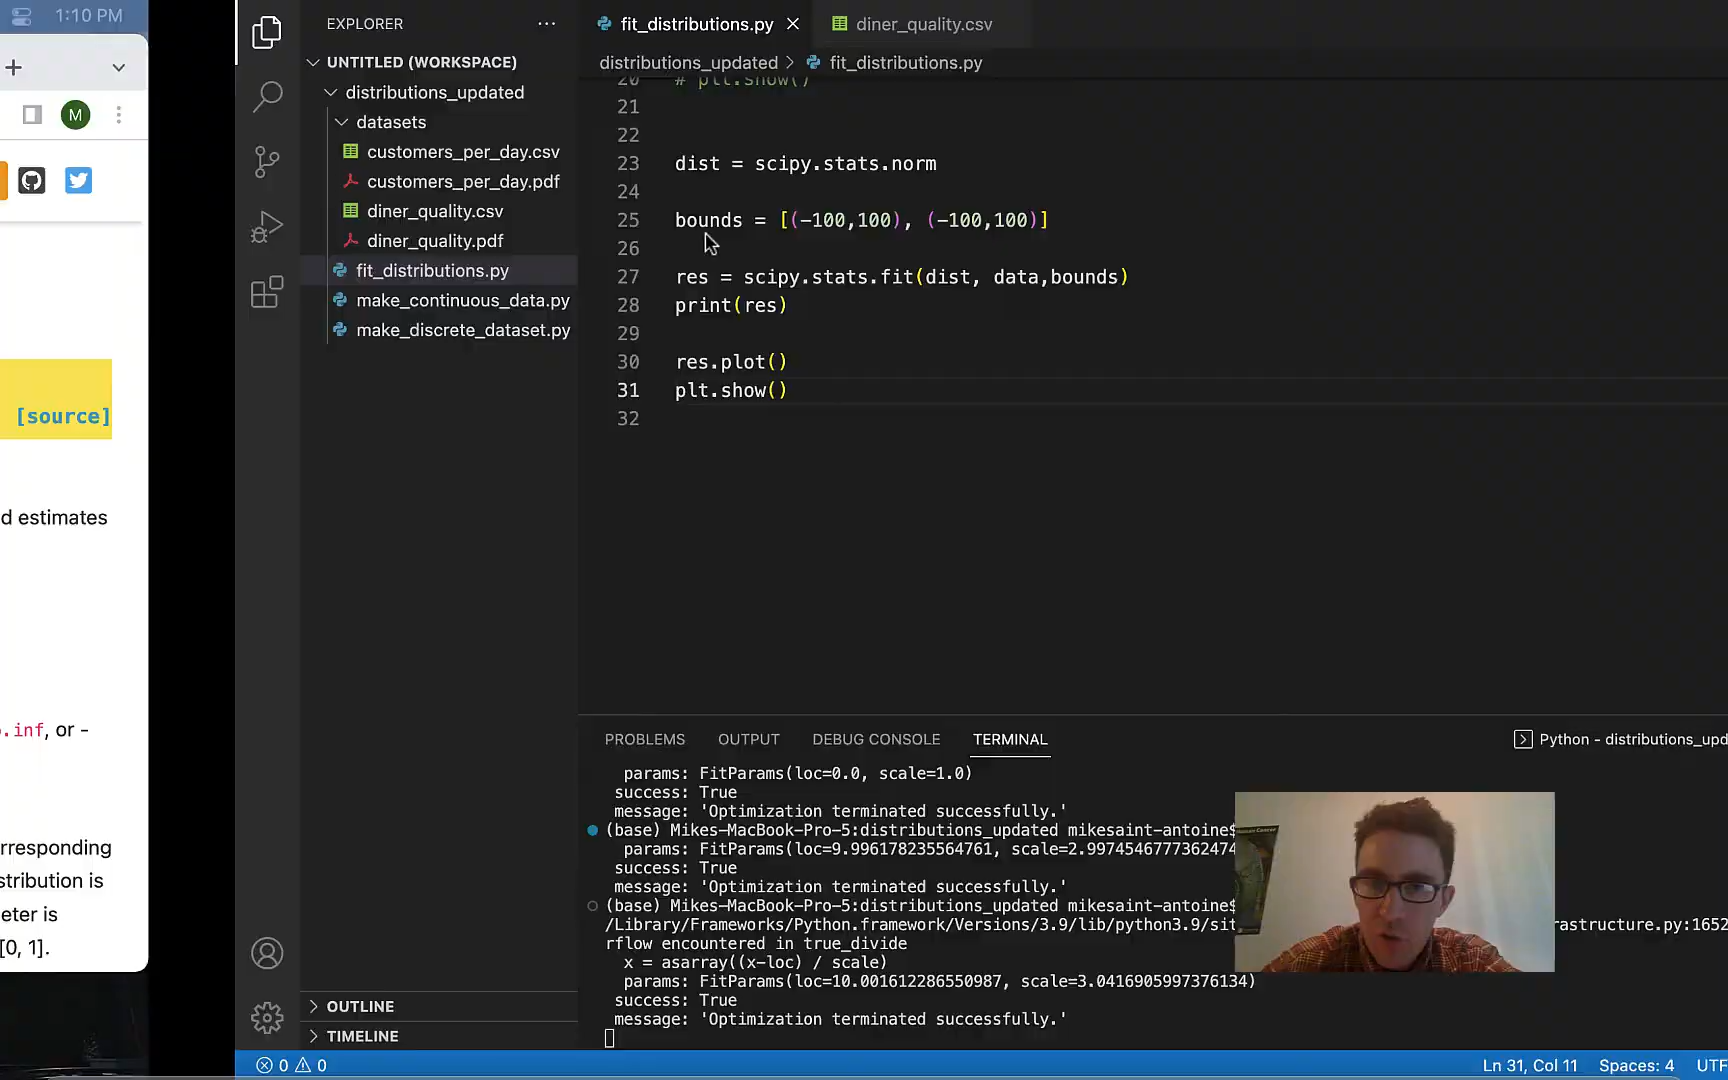 1:10 PM
M
[source]
d estimates
.inf, or -
rresponding
stribution is
eter is
[0, 1].
EXPLORER
UNTITLED (WORKSPACE)
distributions_updated
datasets
customers_per_day.csv
customers_per_day.pdf
diner_quality.csv
diner_quality.pdf
fit_distributions.py
make_continuous_data.py
make_discrete_dataset.py
OUTLINE
TIMELINE
fit_distributions.py
diner_quality.csv
distributions_updated > fit_distributions.py
20 # plt.show()
21
22
23 dist = scipy.stats.norm
24
25 bounds = [(-100,100), (-100,100)]
26
27 res = scipy.stats.fit(dist, data,bounds)
28 print(res)
29
30 res.plot()
31 plt.show()
32
PROBLEMS OUTPUT DEBUG CONSOLE TERMINAL
Python - distributions_upd
params: FitParams(loc=0.0, scale=1.0)
success: True
message: 'Optimization terminated successfully.'
(base) Mikes-MacBook-Pro-5:distributions_updated mikesaint-antoine$
params: FitParams(loc=9.996178235564761, scale=2.9974546777362474
success: True
message: 'Optimization terminated successfully.'
(base) Mikes-MacBook-Pro-5:distributions_updated mikesaint-antoine$
/Library/Frameworks/Python.framework/Versions/3.9/lib/python3.9/sit rastructure.py:1652
rflow encountered in true_divide
x = asarray((x-loc) / scale)
params: FitParams(loc=10.001612286550987, scale=3.0416905997376134)
success: True
message: 'Optimization terminated successfully.'
0 0
Ln 31, Col 11 Spaces: 4 UTF